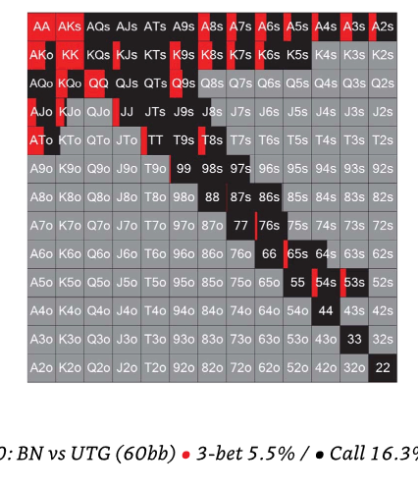 AA AKs AQs AJs ATs A9s A8s A7s A6s A5s A4s A3s A2s
AKo KK KQs KJs KTs K9s K8s K7s K6s K5s K4s K3s K2s
AQo KQo QQ QJs QTs Q9s Q8s Q7s Q6s Q5s Q4s Q3s Q2s
AJo KJo QJo JJ JTs J9s J8s J7s J6s J5s J4s J3s J2s
ATo KTo QTo JTo TT T9s T8s T7s T6s T5s T4s T3s T2s
A9o K9o Q9o J9o T9o 99 98s 97s 96s 95s 94s 93s 92s
A8o K8o Q8o J8o T8o 98o 88 87s 86s 85s 84s 83s 82s
A7o K7o Q7o J7o T7o 97o 87o 77 76s 75s 74s 73s 72s
A6o K6o Q6o J6o T6o 96o 86o 76o 66 65s 64s 63s 62s
A5o K5o Q5o J5o T5o 95o 85o 75o 65o 55 54s 53s 52s
A4o K4o Q4o J4o T4o 94o 84o 74o 64o 54o 44 43s 42s
A3o K3o Q3o J3o T3o 93o 83o 73o 63o 53o 43o 33 32s
A2o K2o Q2o J2o T2o 92o 82o 72o 62o 52o 42o 32o 22
0: BN vs UTG (60bb) • 3-bet 5.5% / • Call 16.3%